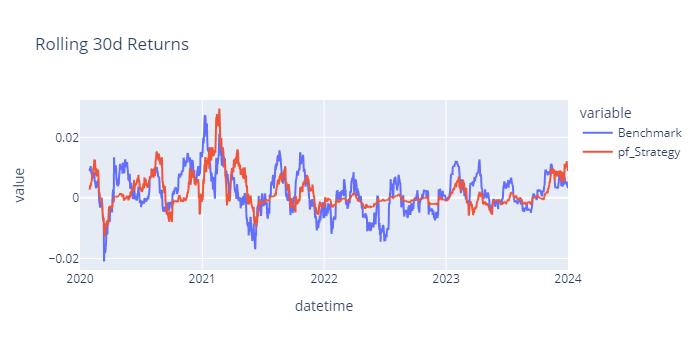 Rolling 30d Returns
variable
Benchmark
pf_Strategy
0.02
0
−0.02
value
2020
2021
2022
2023
2024
datetime